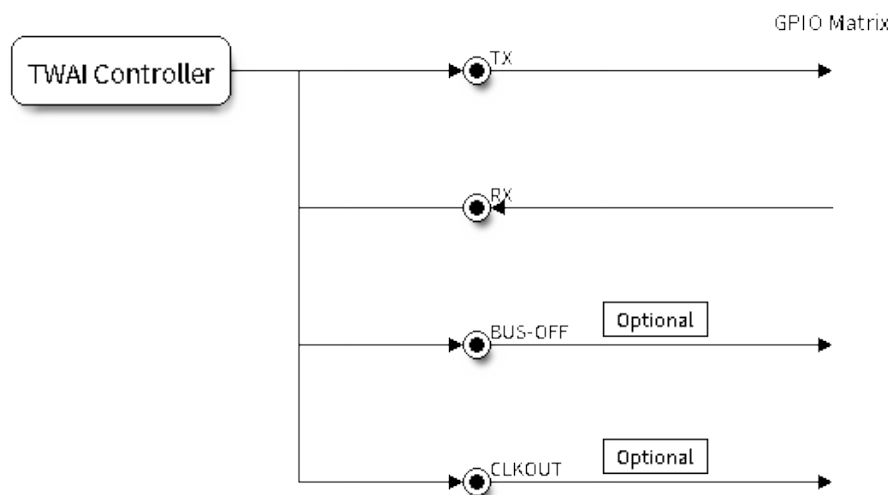 GPIO Matrix
TWAI Controller
TX
RX
BUS-OFF
Optional
CLKOUT
Optional